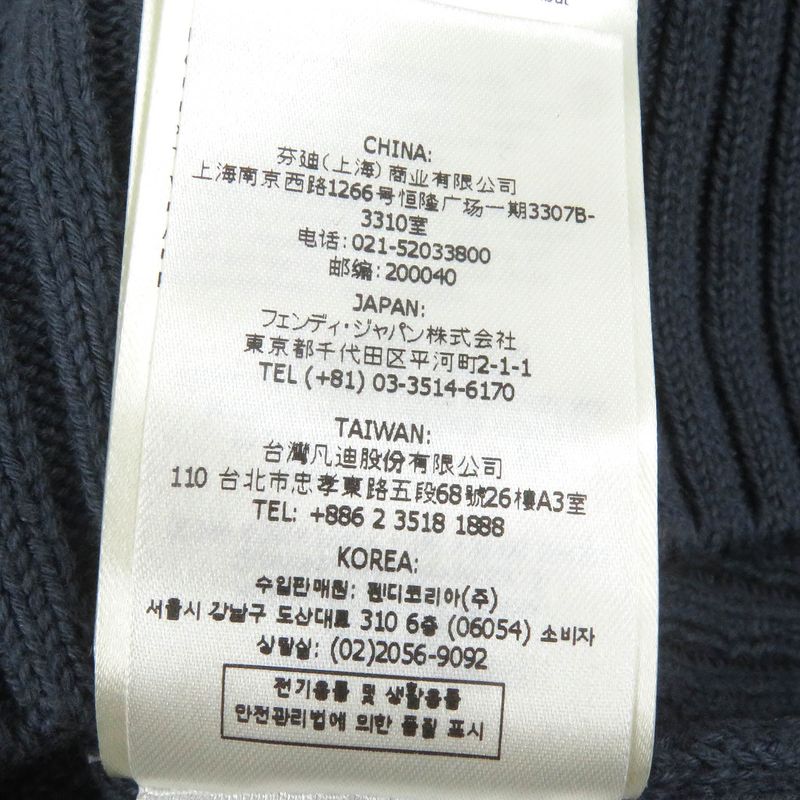 CHINA:
芬廸(上海)商业有限公司
上海南京西路1266号恒隆广场一期3307B-
3310室
电话: 021-52033800
邮编: 200040
JAPAN:
フェンディ・ジャパン株式会社
東京都千代田区平河町2-1-1
TEL (+81) 03-3514-6170
TAIWAN:
台灣凡迪股份有限公司
110 台北市忠孝東路五段68號26樓A3室
TEL: +886 2 3518 1888
KOREA:
수입판매원: 펜디코리아(주)
서울시 강남구 도산대로 310 6층 (06054) 소비자
상담실: (02)2056-9092
전기용품 및 생활용품
안전관리법에 의한 품질 표시